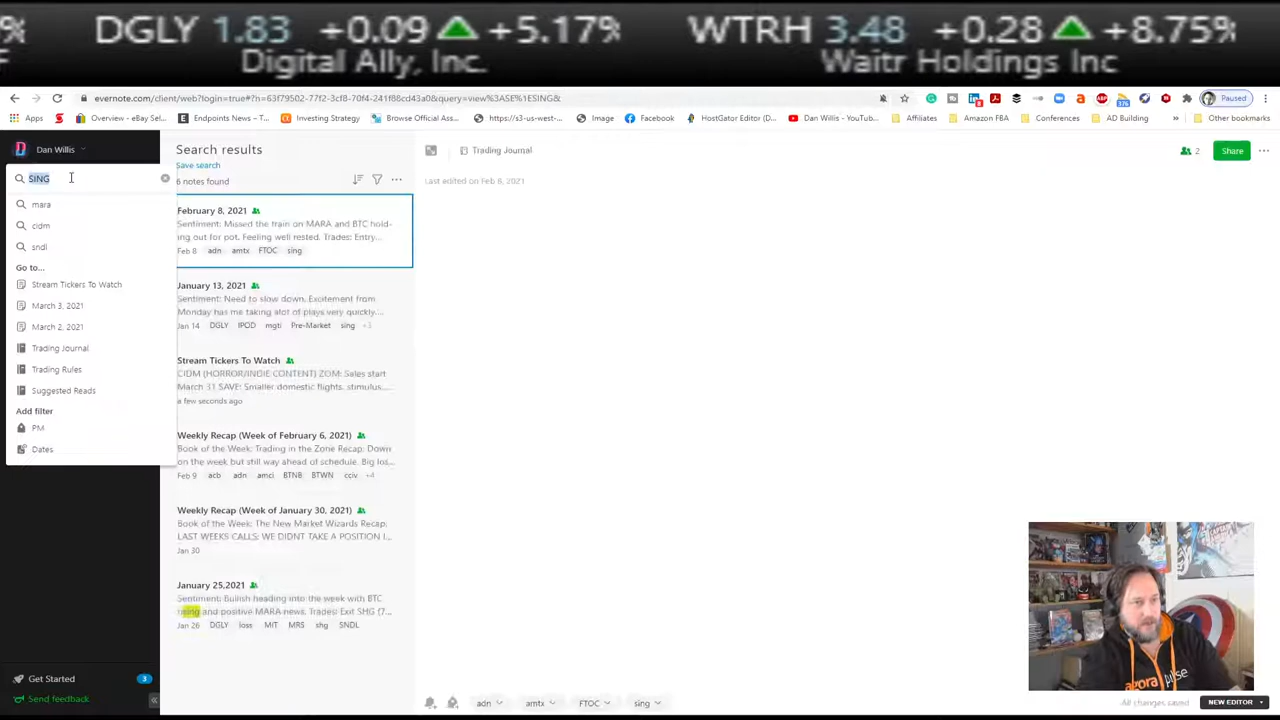 DGLY 1.83 +0.09 +5.17%
Digital Ally, Inc.
WTRH 3.48 +0.28 +8.75%
Waitr Holdings Inc
evernote.com/client/web?login=true#?n=63f79502-77f2-3cf8-70f4-241f88cd43a0&query=view%3ASE%1ESING&
Paused
Apps
Overview - eBay Sel...
Endpoints News – T...
Investing Strategy
Browse Official Ass...
https://s3-us-west-...
Image
Facebook
HostGator Editor (D...
Dan Willis - YouTub...
Affiliates
Amazon FBA
Conferences
AD Building
»
Other bookmarks
Dan Willis
SING
mara
cidm
sndl
Go to...
Stream Tickers To Watch
March 3, 2021
March 2, 2021
Trading Journal
Trading Rules
Suggested Reads
Add filter
PM
Dates
Get Started 3
Send feedback
Search results
Save search
6 notes found
February 8, 2021
Sentiment: Missed the train on MARA and BTC hold-
ing out for pot. Feeling well rested. Trades: Entry...
Feb 8 adn amtx FTOC sing
January 13, 2021
Sentiment: Need to slow down. Excitement from
Monday has me taking alot of plays very quickly...
Jan 14 DGLY IPOD mgti Pre-Market sing +3
Stream Tickers To Watch
CIDM (HORROR/INDIE CONTENT) ZOM: Sales start
March 31 SAVE: Smaller domestic flights, stimulus,...
a few seconds ago
Weekly Recap (Week of February 6, 2021)
Book of the Week: Trading in the Zone Recap: Down
on the week but still way ahead of schedule. Big los...
Feb 9 acb adn amci BTNB BTWN cciv +4
Weekly Recap (Week of January 30, 2021)
Book of the Week: The New Market Wizards Recap:
LAST WEEKS CALLS: WE DIDNT TAKE A POSITION I...
Jan 30
January 25,2021
Sentiment: Bullish heading into the week with BTC
rising and positive MARA news. Trades: Exit SHG (7...
Jan 26 DGLY loss MIT MRS shg SNDL
Trading Journal
2
Share
Last edited on Feb 8, 2021
adn amtx FTOC sing
All changes saved
NEW EDITOR